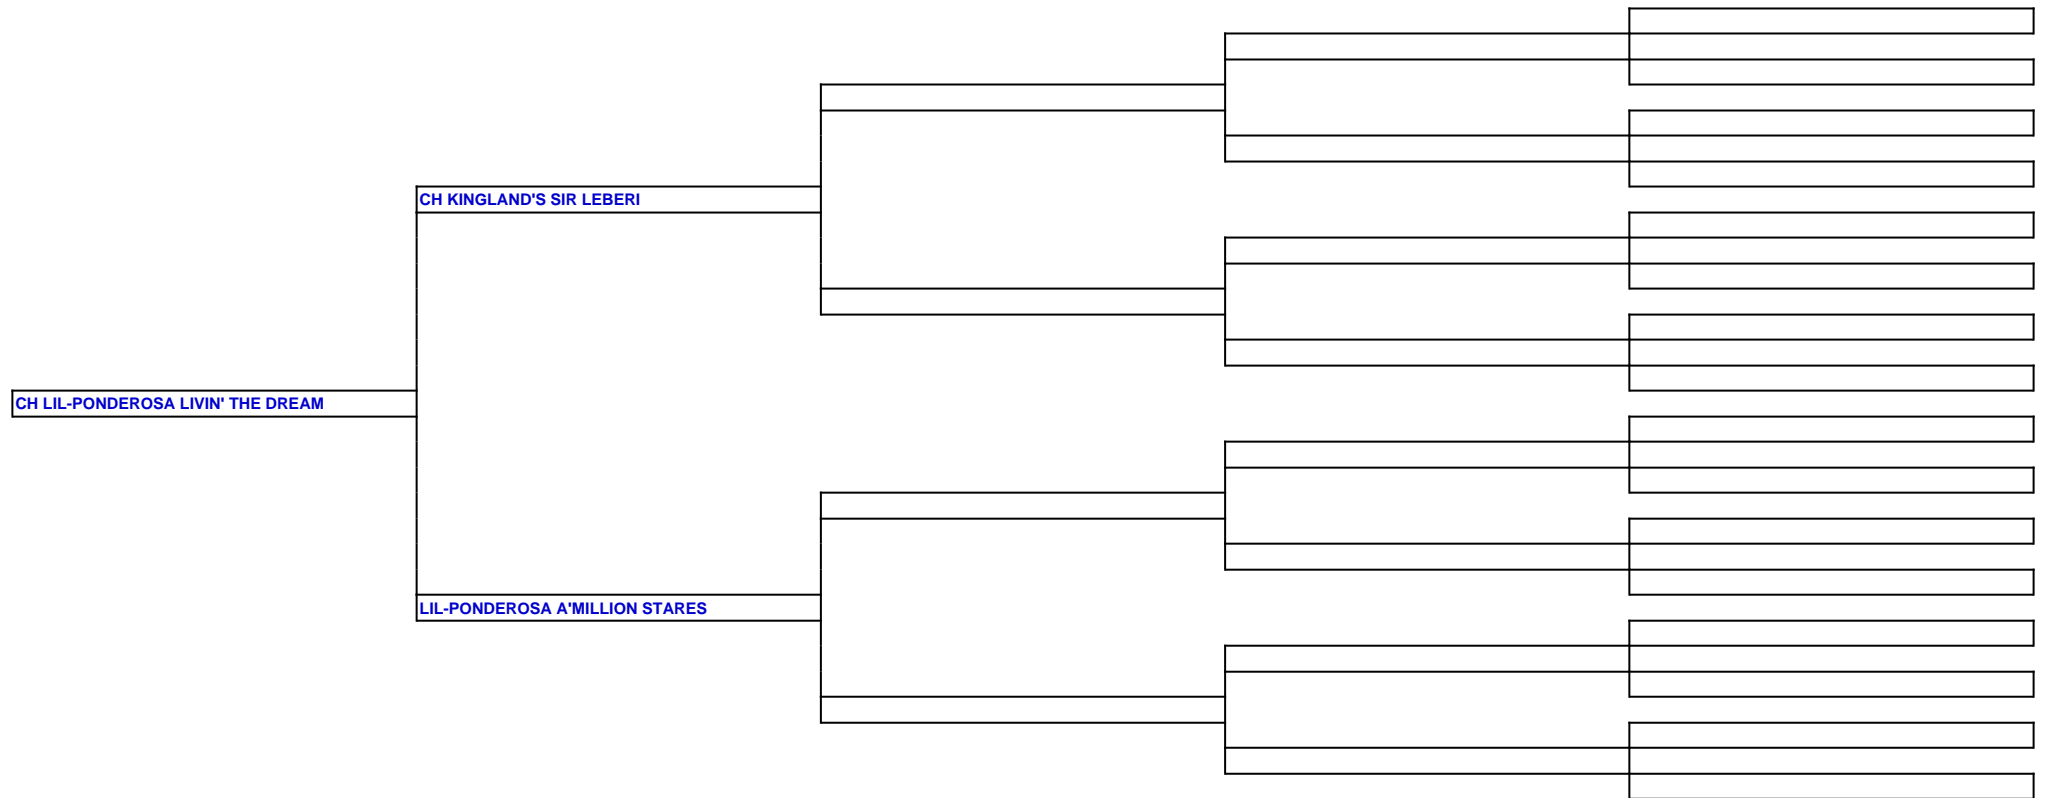 CH KINGLAND'S SIR LEBERI
CH LIL-PONDEROSA LIVIN' THE DREAM
LIL-PONDEROSA A'MILLION STARES